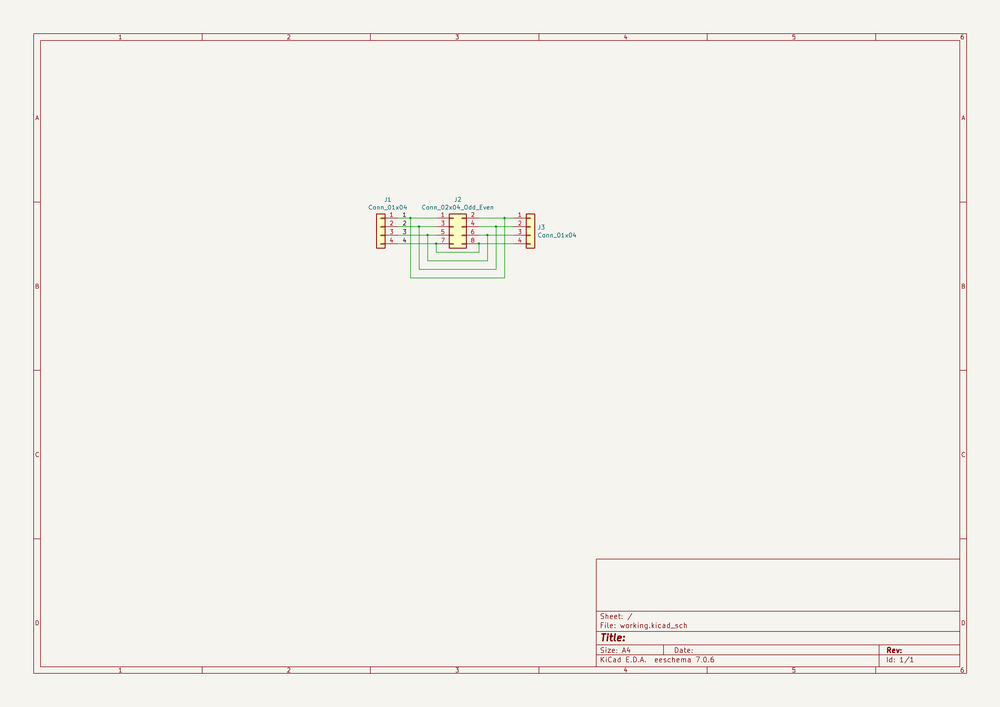 1 2 3 4 5 6
A A
J1 J2
Conn_01x04 Conn_02x04_Odd_Even
1 1 1 2 1
2 2 3 4 2 J3
3 3 5 6 3 Conn_01x04
4 4 7 8 4
B B
C C
Sheet: /
File: working.kicad_sch
D D
Title:
Size: A4 Date: Rev:
KiCad E.D.A. eeschema 7.0.6 Id: 1/1
1 2 3 4 5 6